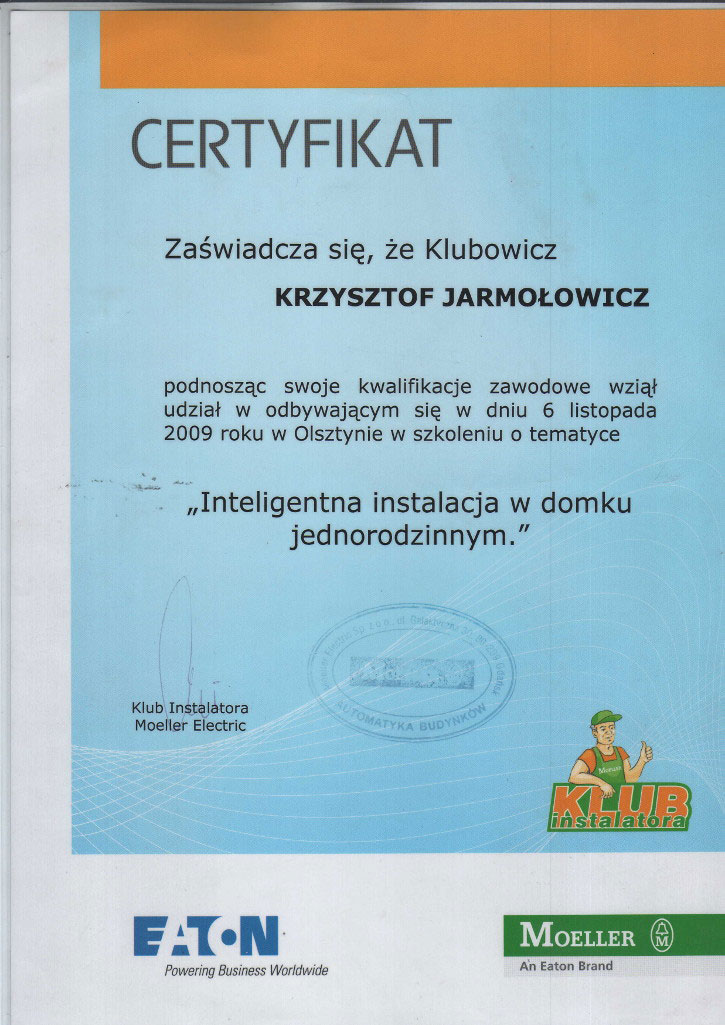 CERTYFIKAT
Zaświadcza się, że Klubowicz
KRZYSZTOF JARMOŁOWICZ
podnosząc swoje kwalifikacje zawodowe wziął
udział w odbywającym się w dniu 6 listopada
2009 roku w Olsztynie w szkoleniu o tematyce
„Inteligentna instalacja w domku
jednorodzinnym.”
AUTOMATYKA BUDYNKÓW
Klub Instalatora
Moeller Electric
MOELLER
KLUB
instalatora
EATON
Powering Business Worldwide
MOELLER
M
An Eaton Brand